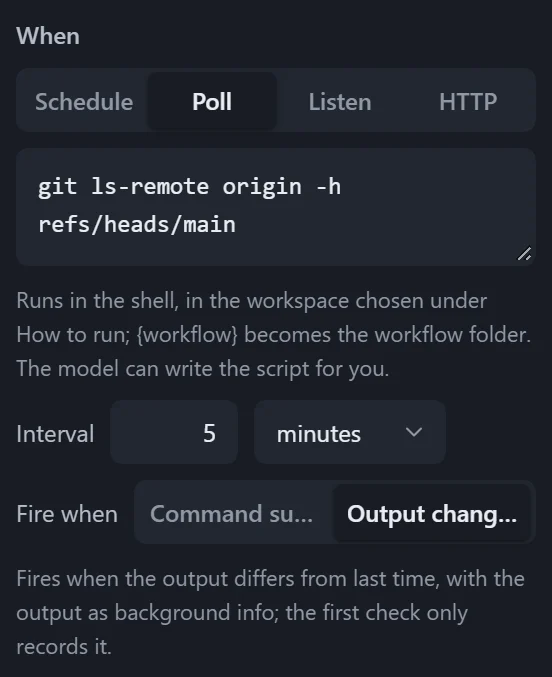 When
Schedule Poll Listen HTTP
git ls-remote origin -h
refs/heads/main
Runs in the shell, in the workspace chosen under
How to run; {workflow} becomes the workflow folder.
The model can write the script for you.
Interval 5 minutes
Fire when Command su... Output chang...
Fires when the output differs from last time, with the
output as background info; the first check only
records it.